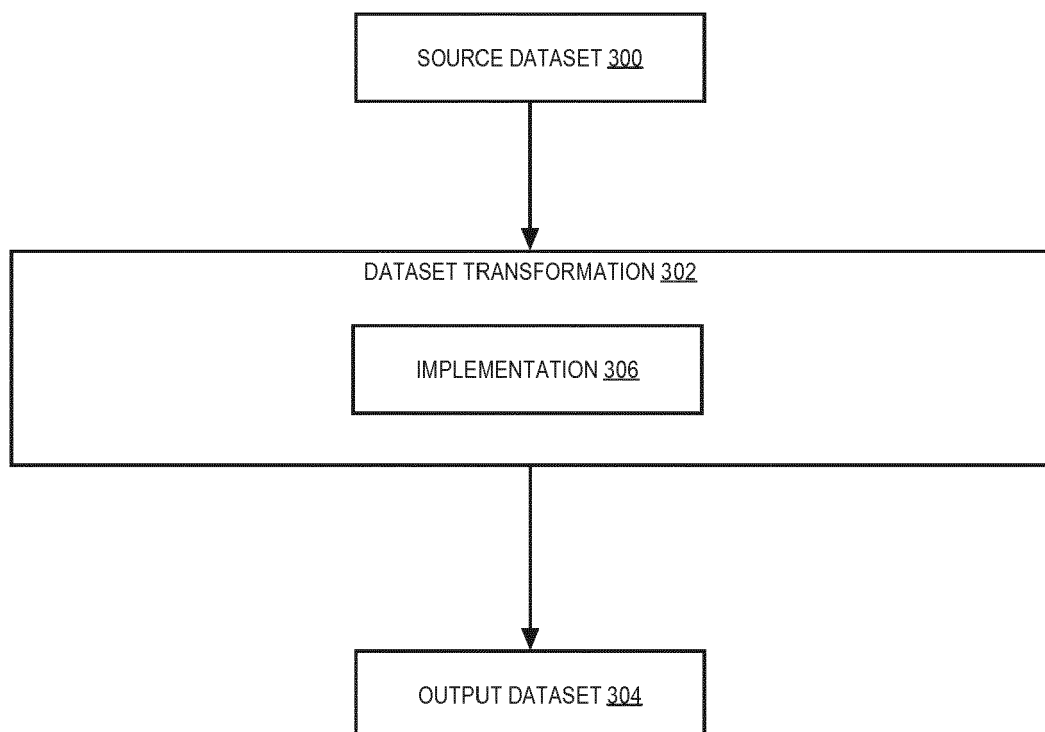 SOURCE DATASET 300
DATASET TRANSFORMATION 302
IMPLEMENTATION 306
OUTPUT DATASET 304